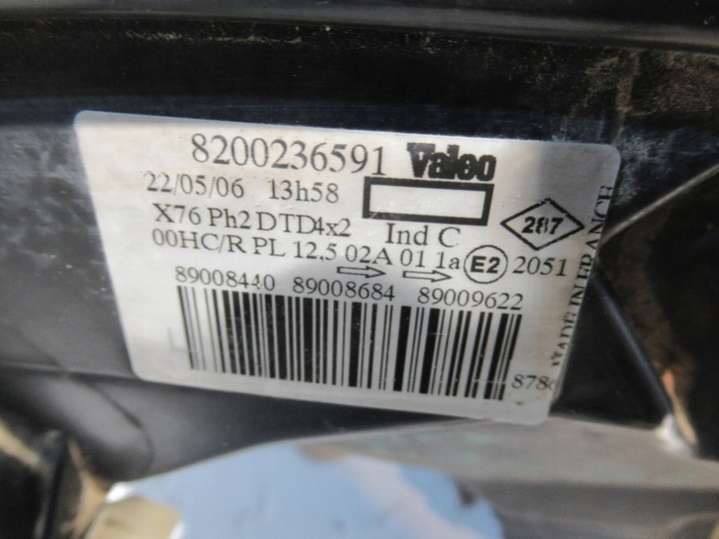 8200236591 Valeo
22/05/06 13h58
X76 Ph2 DTD4x2 Ind C 287
00HC/R PL 12.5 02A 01 1a E2 2051
89008440 89008684 89009622
MADE IN FRANCE